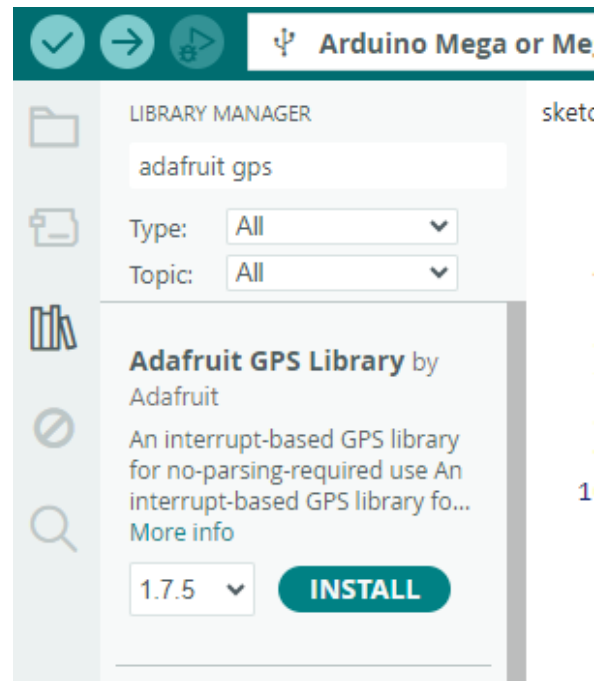 Arduino Mega or Me
LIBRARY MANAGER
sketc
adafruit gps
Type: All
Topic: All
Adafruit GPS Library by
Adafruit
An interrupt-based GPS library
for no-parsing-required use An
interrupt-based GPS library fo...
More info
1
1.7.5 INSTALL